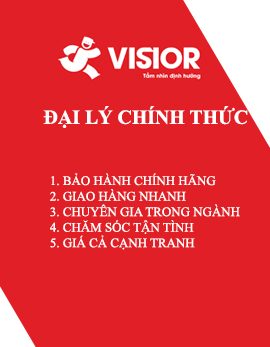 VISIOR
Tầm nhìn định hướng
ĐẠI LÝ CHÍNH THỨC
1. BẢO HÀNH CHÍNH HÃNG
2. GIAO HÀNG NHANH
3. CHUYÊN GIA TRONG NGÀNH
4. CHĂM SÓC TẬN TÌNH
5. GIÁ CẢ CẠNH TRANH